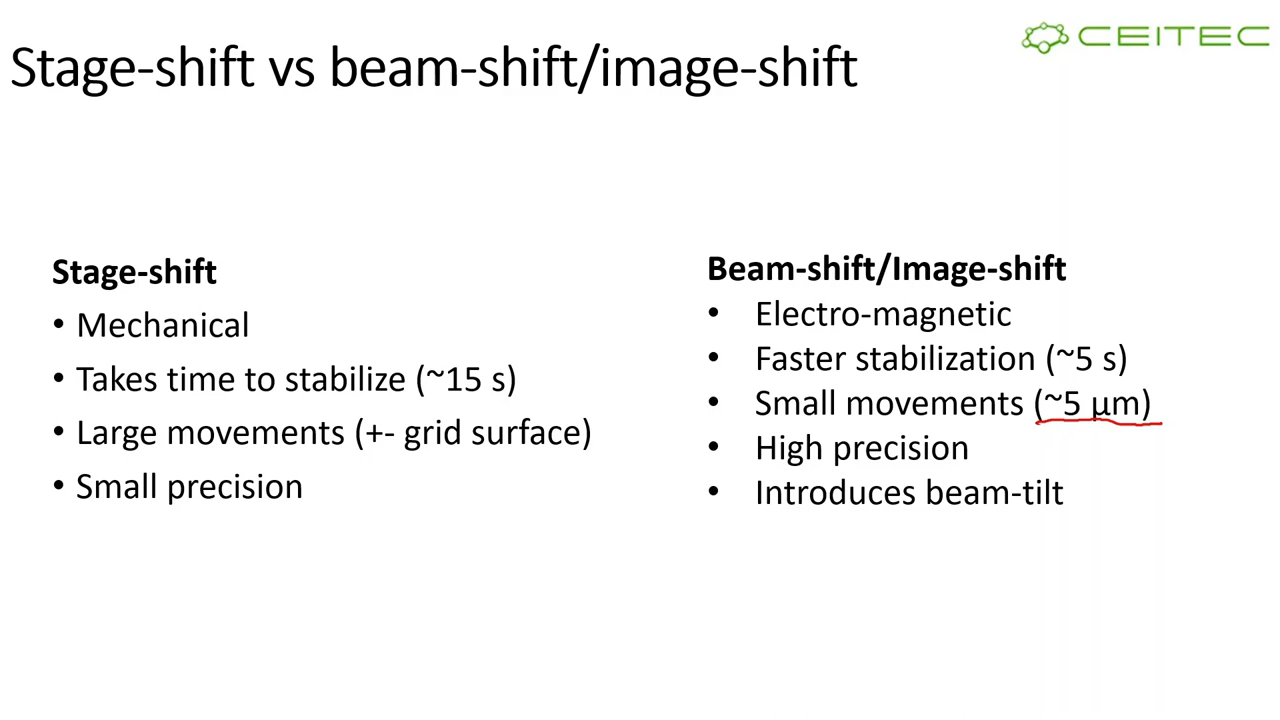 CEITEC
Stage-shift vs beam-shift/image-shift
Stage-shift
• Mechanical
• Takes time to stabilize (~15 s)
• Large movements (+- grid surface)
• Small precision
Beam-shift/Image-shift
• Electro-magnetic
• Faster stabilization (~5 s)
• Small movements (~5 µm)
• High precision
• Introduces beam-tilt